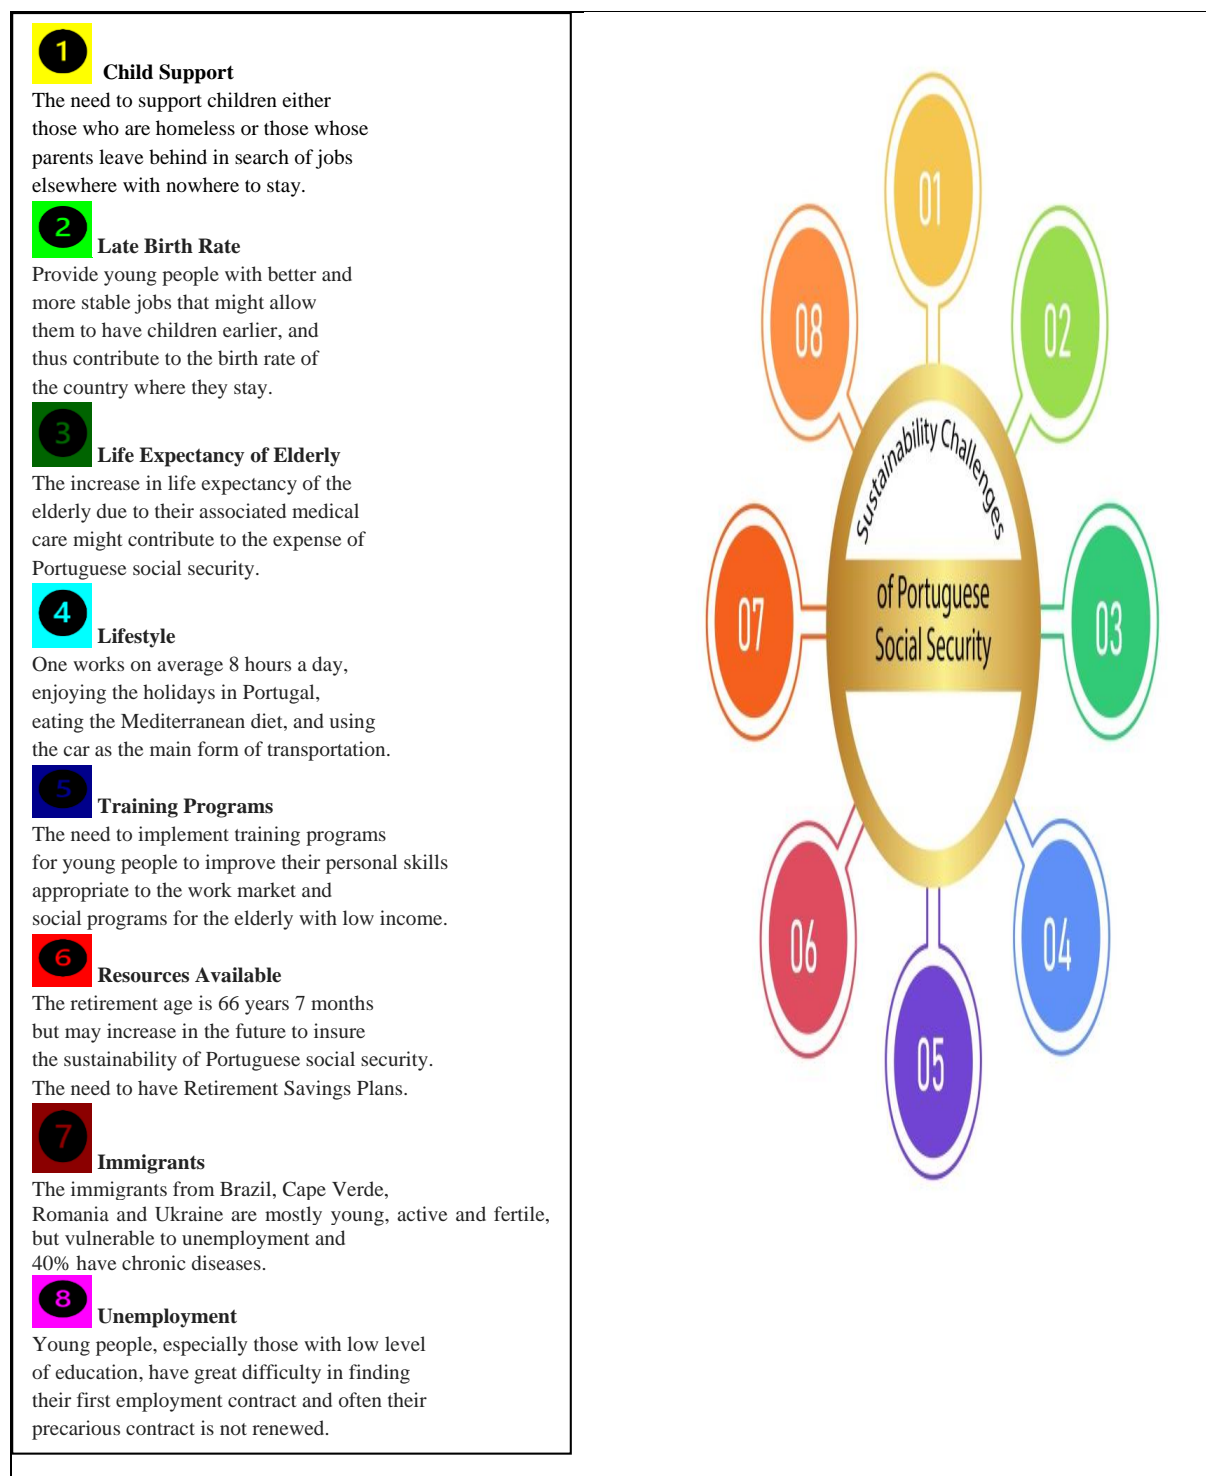 1
Child Support
The need to support children either
those who are homeless or those whose
parents leave behind in search of jobs
elsewhere with nowhere to stay.
2
Late Birth Rate
Provide young people with better and
more stable jobs that might allow
them to have children earlier, and
thus contribute to the birth rate of
the country where they stay.
3
Life Expectancy of Elderly
The increase in life expectancy of the
elderly due to their associated medical
care might contribute to the expense of
Portuguese social security.
4
Lifestyle
One works on average 8 hours a day,
enjoying the holidays in Portugal,
eating the Mediterranean diet, and using
the car as the main form of transportation.
5
Training Programs
The need to implement training programs
for young people to improve their personal skills
appropriate to the work market and
social programs for the elderly with low income.
6
Resources Available
The retirement age is 66 years 7 months
but may increase in the future to insure
the sustainability of Portuguese social security.
The need to have Retirement Savings Plans.
7
Immigrants
The immigrants from Brazil, Cape Verde,
Romania and Ukraine are mostly young, active and fertile,
but vulnerable to unemployment and
40% have chronic diseases.
8
Unemployment
Young people, especially those with low level
of education, have great difficulty in finding
their first employment contract and often their
precarious contract is not renewed.
Sustainability Challenges
of Portuguese
Social Security
01
02
03
04
05
06
07
08